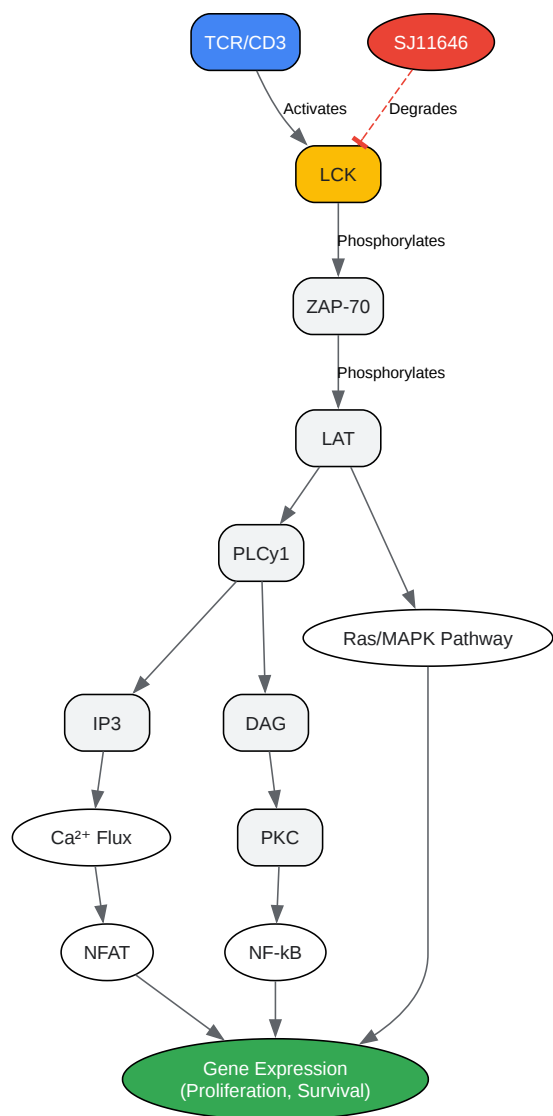 TCR/CD3
SJ11646
Activates
Degrades
LCK
Phosphorylates
ZAP-70
Phosphorylates
LAT
PLCy1
Ras/MAPK Pathway
IP3
DAG
Ca²⁺ Flux
PKC
NFAT
NF-kB
Gene Expression
(Proliferation, Survival)